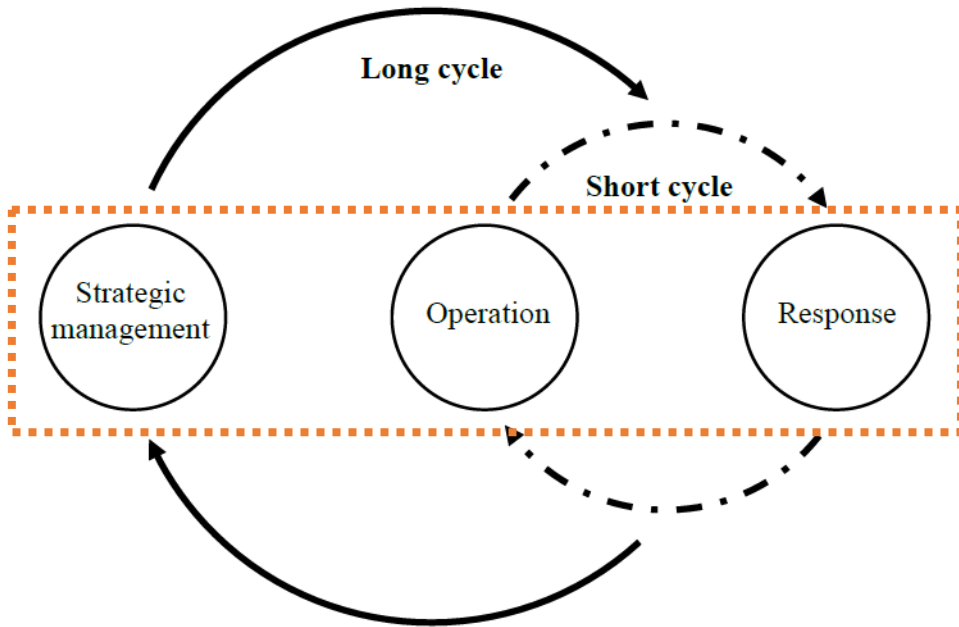 Long cycle
Short cycle
Strategic
management
Operation
Response